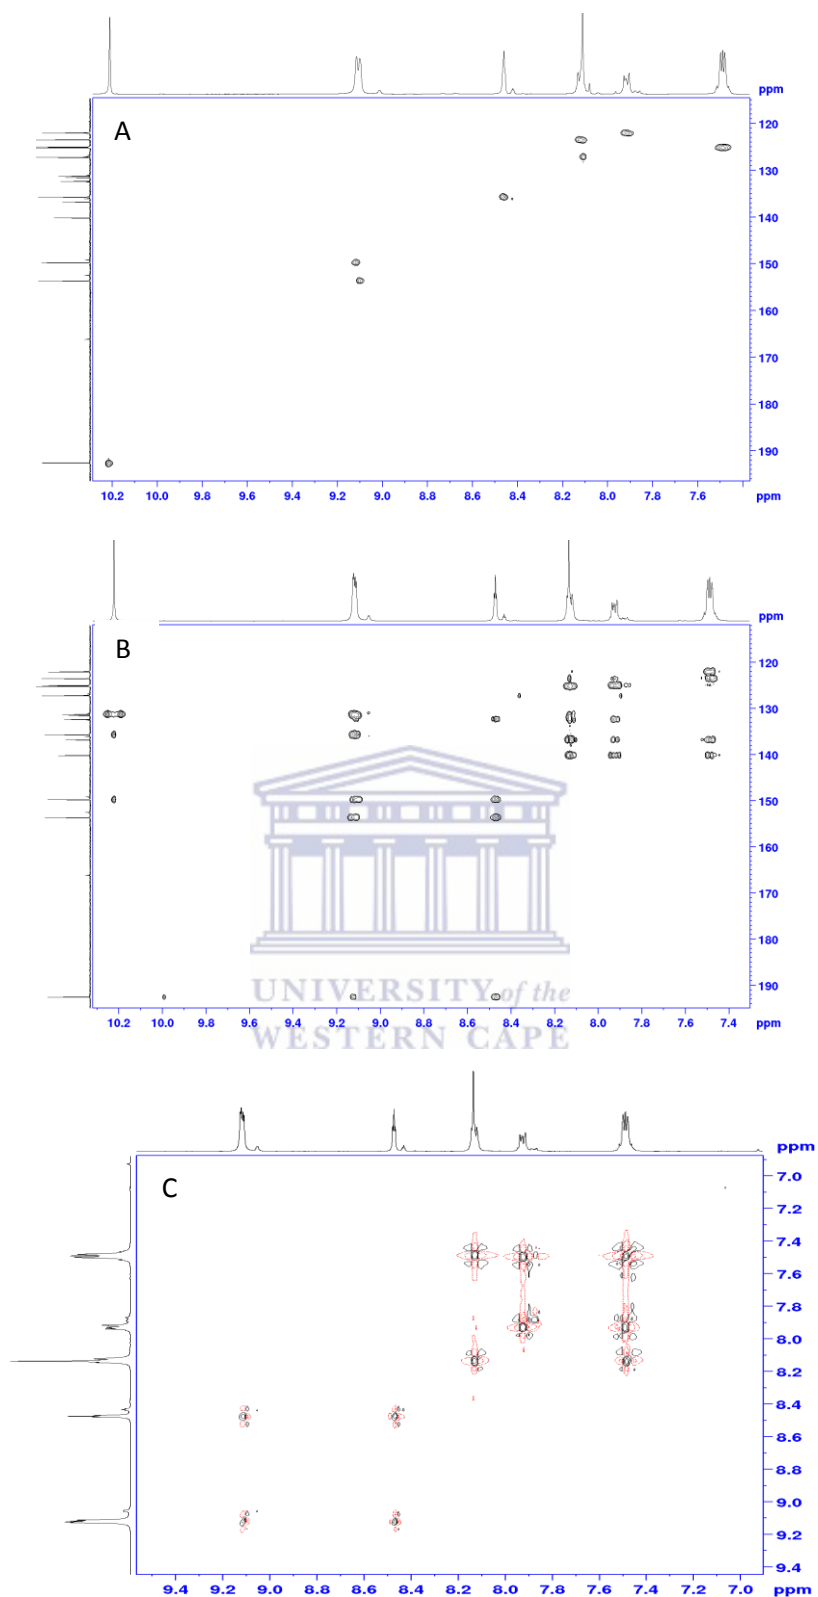 ppm
A
120
130
140
150
160
170
180
190
10.2 10.0 9.8 9.6 9.4 9.2 9.0 8.8 8.6 8.4 8.2 8.0 7.8 7.6 ppm
ppm
B
120
130
140
150
160
170
180
190
UNIVERSITY of the
10.2 10.0 9.8 9.6 9.4 9.2 9.0 8.8 8.6 8.4 8.2 8.0 7.8 7.6 7.4 ppm
WESTERN CAPE
ppm
C
7.0
7.2
7.4
7.6
7.8
8.0
8.2
8.4
8.6
8.8
9.0
9.2
9.4
9.4 9.2 9.0 8.8 8.6 8.4 8.2 8.0 7.8 7.6 7.4 7.2 7.0 ppm